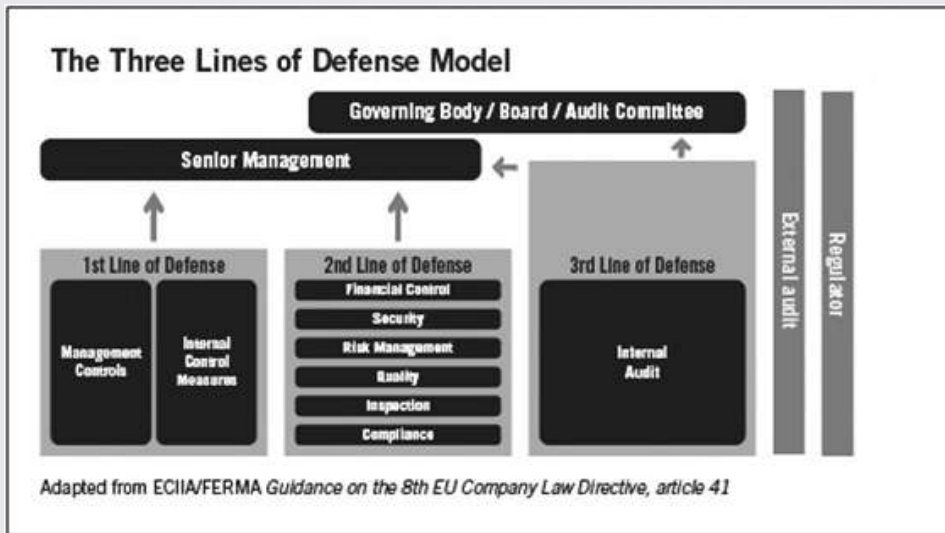 The Three Lines of Defense Model
Governing Body / Board / Audit Committee
Senior Management
1st Line of Defense
Management
Controls
Internal
Control
Measures
2nd Line of Defense
Financial Control
Security
Risk Management
Quality
Inspection
Compliance
3rd Line of Defense
Internal
Audit
External audit
Regulator
Adapted from ECIIA/FERMA Guidance on the 8th EU Company Law Directive, article 41